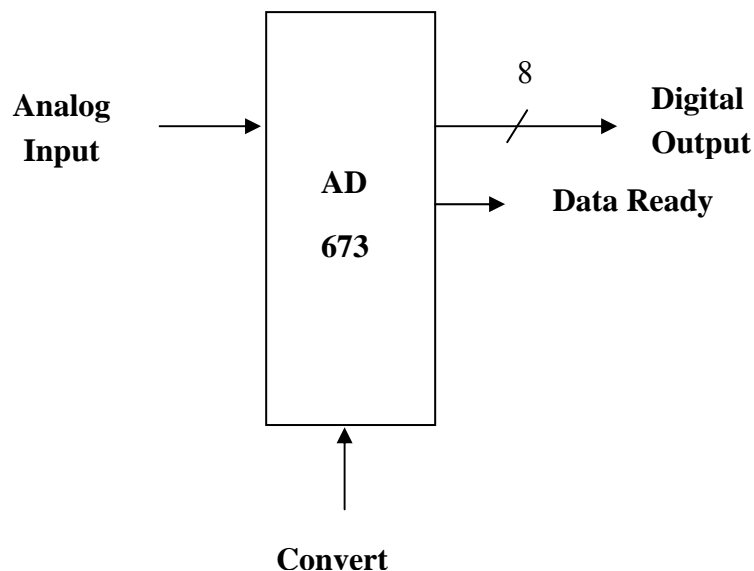 Analog
Input
AD
673
8
Digital
Output
Data Ready
Convert